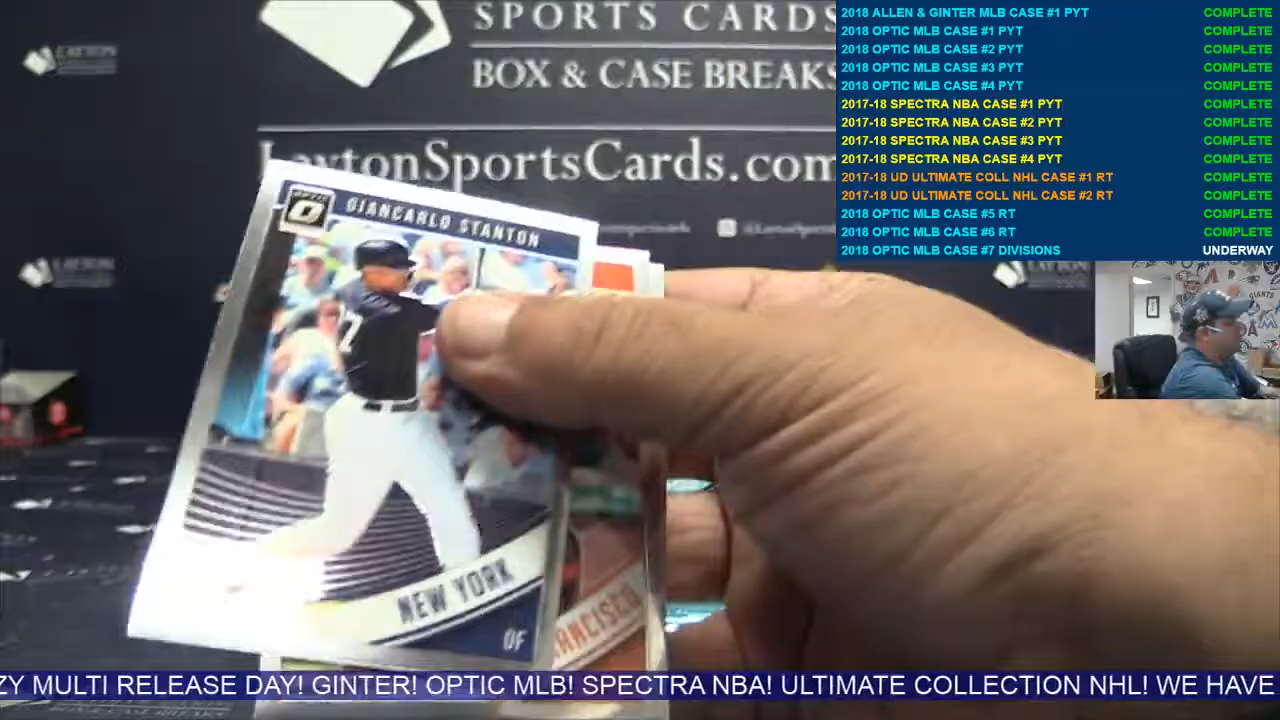 SPORTS CARDS
BOX & CASE BREAKS
LaytonSportsCards.com
OPTIC
GIANCARLO STANTON
NEW YORK
OF
ANCISCO
2018 ALLEN & GINTER MLB CASE #1 PYT COMPLETE
2018 OPTIC MLB CASE #1 PYT COMPLETE
2018 OPTIC MLB CASE #2 PYT COMPLETE
2018 OPTIC MLB CASE #3 PYT COMPLETE
2018 OPTIC MLB CASE #4 PYT COMPLETE
2017-18 SPECTRA NBA CASE #1 PYT COMPLETE
2017-18 SPECTRA NBA CASE #2 PYT COMPLETE
2017-18 SPECTRA NBA CASE #3 PYT COMPLETE
2017-18 SPECTRA NBA CASE #4 PYT COMPLETE
2017-18 UD ULTIMATE COLL NHL CASE #1 RT COMPLETE
2017-18 UD ULTIMATE COLL NHL CASE #2 RT COMPLETE
2018 OPTIC MLB CASE #5 RT COMPLETE
2018 OPTIC MLB CASE #6 RT COMPLETE
2018 OPTIC MLB CASE #7 DIVISIONS UNDERWAY
ZY MULTI RELEASE DAY! GINTER! OPTIC MLB! SPECTRA NBA! ULTIMATE COLLECTION NHL! WE HAVE